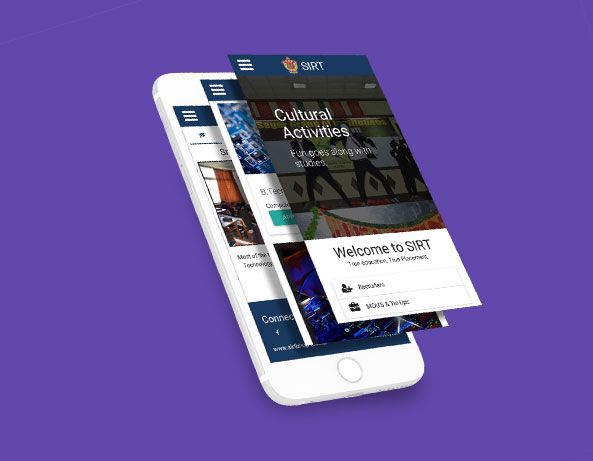 SIRT
Cultural
Activities
Fun goes along with
studies.
Welcome to SIRT
True education, True Placement.
Recruiters
MOU'S & Tie-Ups
B.Tech
Most of the
Technology,
Connec
f